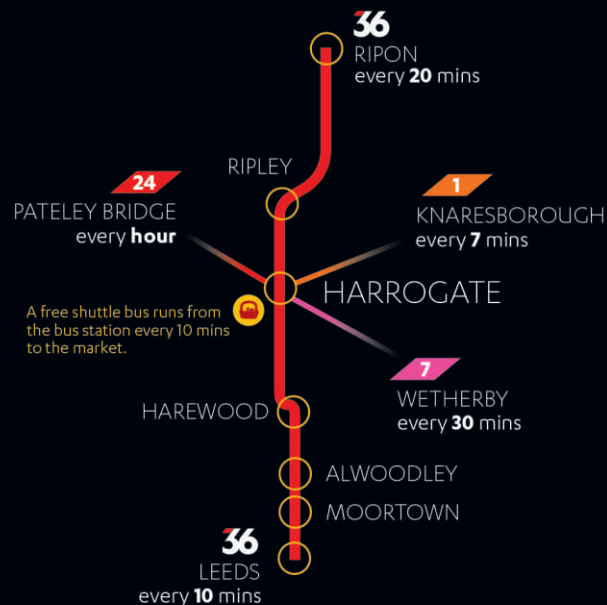 36
RIPON
every 20 mins
RIPLEY
24
PATELEY BRIDGE
every hour
1
KNARESBOROUGH
every 7 mins
HARROGATE
A free shuttle bus runs from
the bus station every 10 mins
to the market.
7
WETHERBY
every 30 mins
HAREWOOD
ALWOODLEY
MOORTOWN
36
LEEDS
every 10 mins